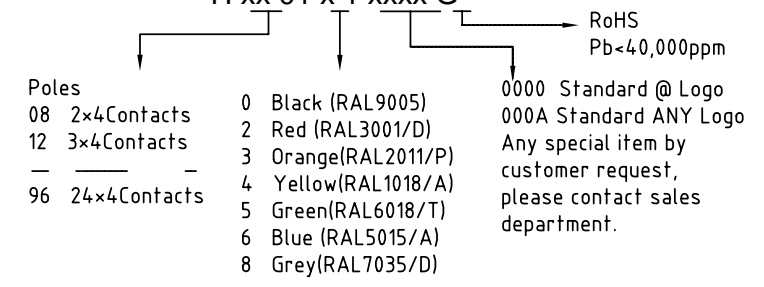 RoHS
Pb<40,000ppm
Poles
08 2×4Contacts
12 3×4Contacts
— — —
96 24×4Contacts
0 Black (RAL9005)
2 Red (RAL3001/D)
3 Orange(RAL2011/P)
4 Yellow(RAL1018/A)
5 Green(RAL6018/T)
6 Blue (RAL5015/A)
8 Grey(RAL7035/D)
0000 Standard @ Logo
000A Standard ANY Logo
Any special item by
customer request,
please contact sales
department.